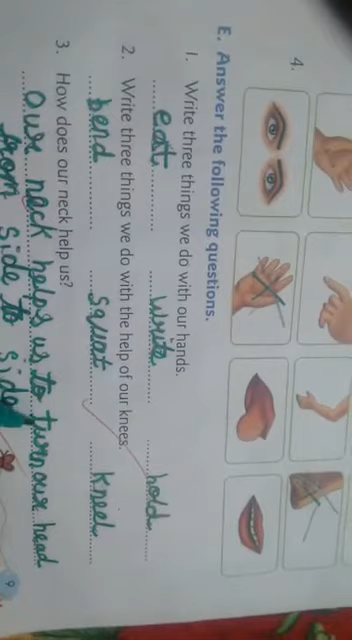 4.
E. Answer the following questions.
1. Write three things we do with our hands.
eat write hold
2. Write three things we do with the help of our knees.
bend squat kneel
3. How does our neck help us?
Our neck helps us to turn our head
from side to side
9